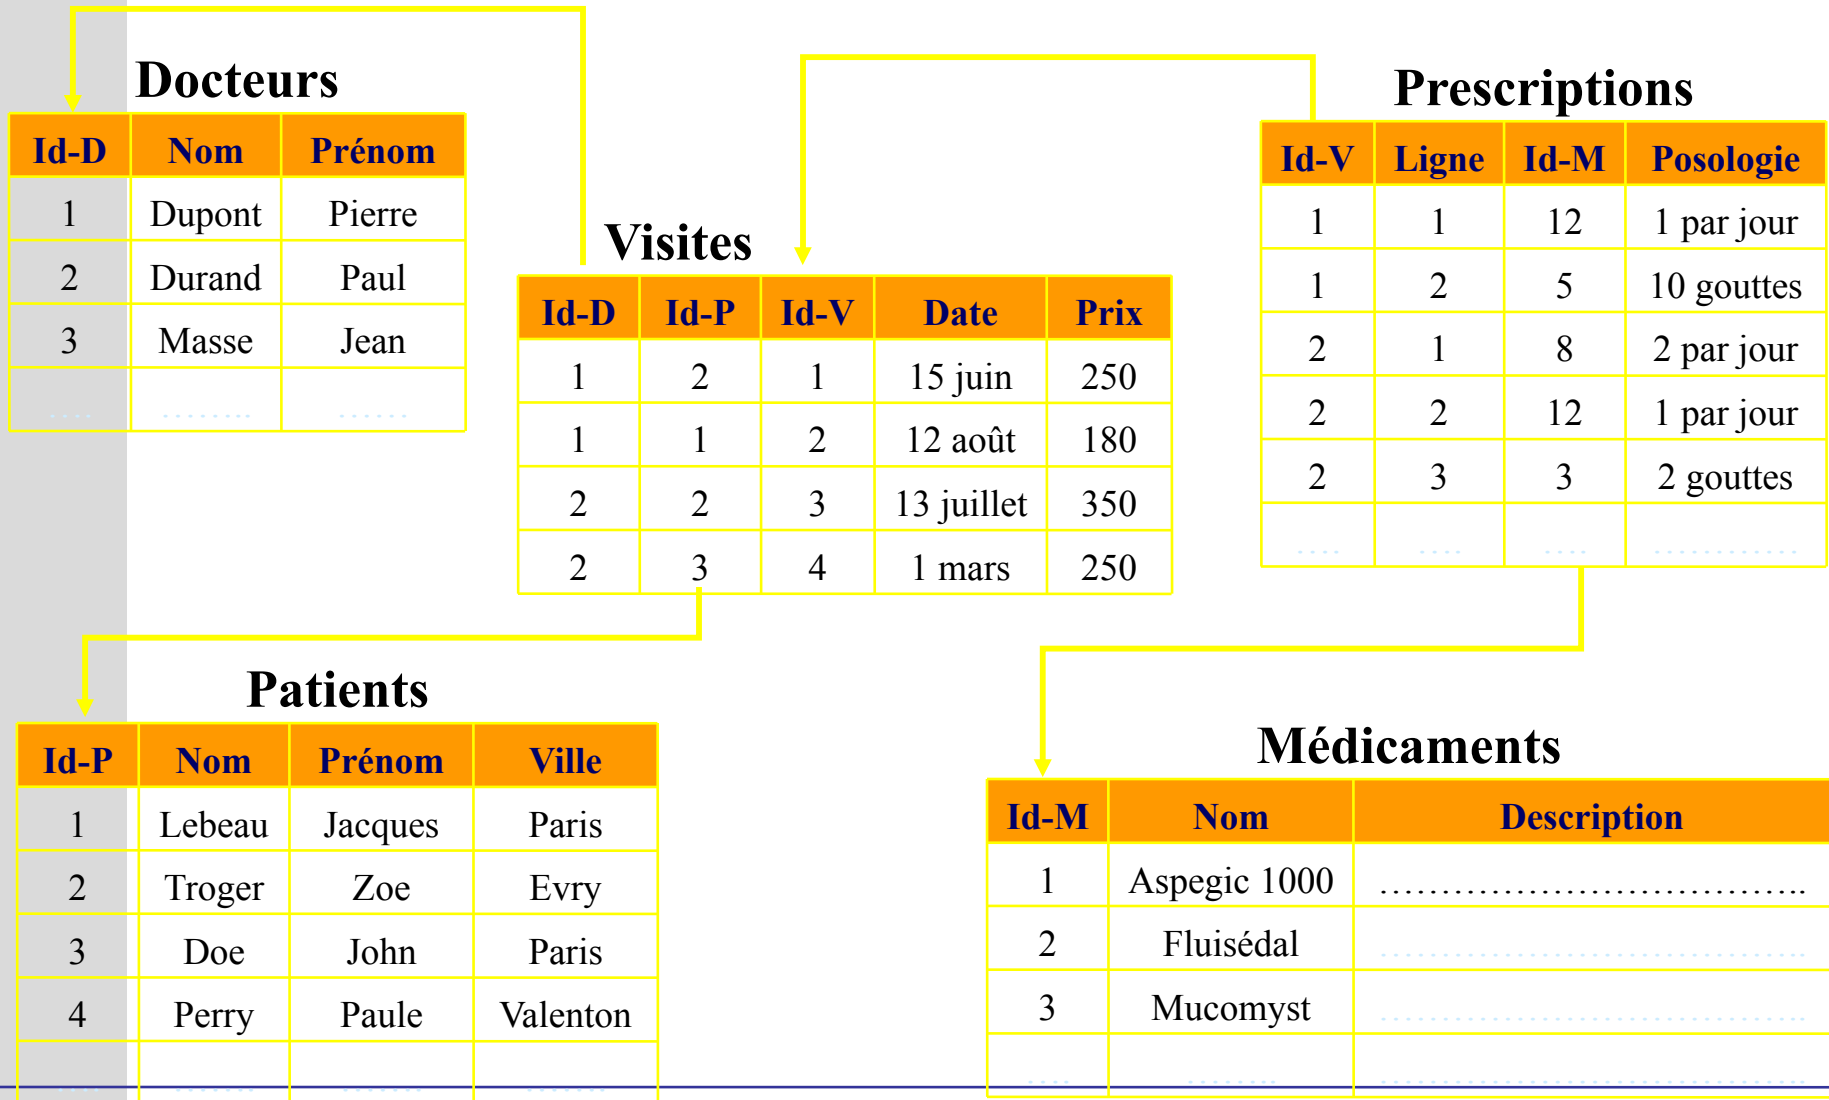 Docteurs
Id-D Nom Prénom
1 Dupont Pierre
2 Durand Paul
3 Masse Jean
.... ....... ......
Visites
Id-D Id-P Id-V Date Prix
1 2 1 15 juin 250
1 1 2 12 août 180
2 2 3 13 juillet 350
2 3 4 1 mars 250
Prescriptions
Id-V Ligne Id-M Posologie
1 1 12 1 par jour
1 2 5 10 gouttes
2 1 8 2 par jour
2 2 12 1 par jour
2 3 3 2 gouttes
.... .... .... ............
Patients
Id-P Nom Prénom Ville
1 Lebeau Jacques Paris
2 Troger Zoe Evry
3 Doe John Paris
4 Perry Paule Valenton
.... ....... ....... .......
Médicaments
Id-M Nom Description
1 Aspegic 1000 ……………………………..
2 Fluisédal ……………………………..
3 Mucomyst ……………………………..
.... ........ ……………………………..